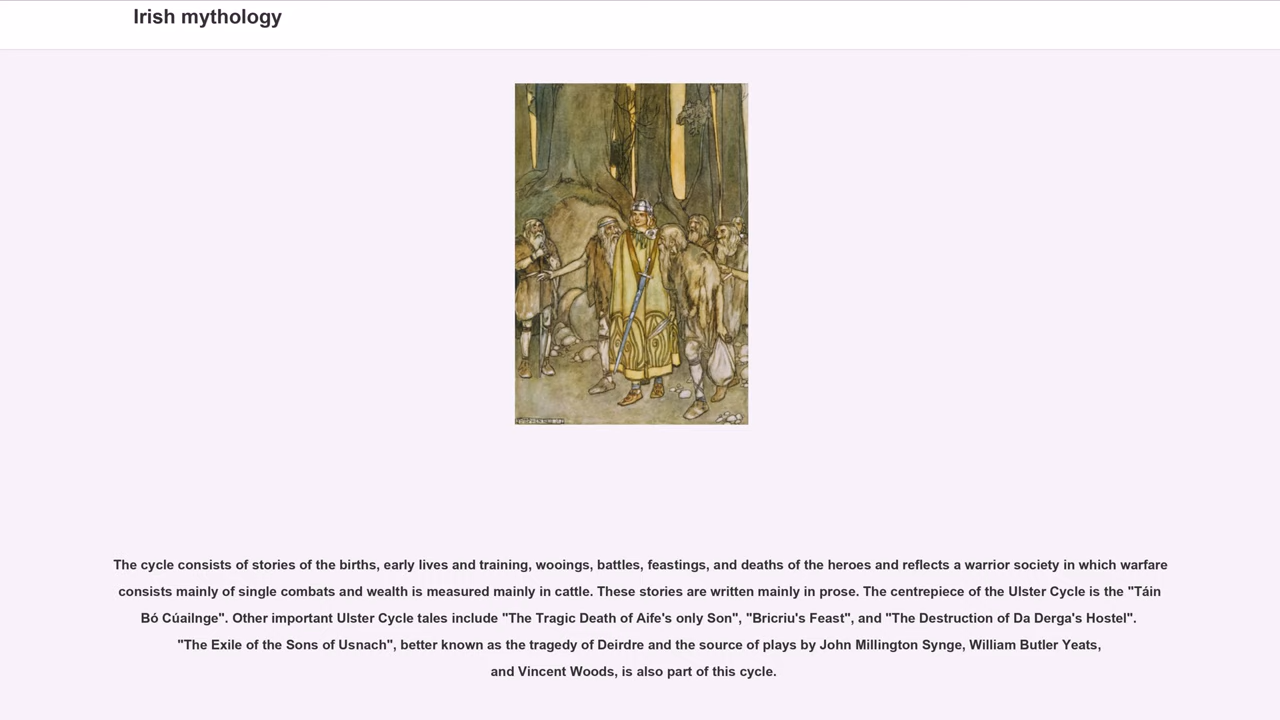 Irish mythology
The cycle consists of stories of the births, early lives and training, wooings, battles, feastings, and deaths of the heroes and reflects a warrior society in which warfare
consists mainly of single combats and wealth is measured mainly in cattle. These stories are written mainly in prose. The centrepiece of the Ulster Cycle is the "Táin
Bó Cúailnge". Other important Ulster Cycle tales include "The Tragic Death of Aife's only Son", "Bricriu's Feast", and "The Destruction of Da Derga's Hostel".
"The Exile of the Sons of Usnach", better known as the tragedy of Deirdre and the source of plays by John Millington Synge, William Butler Yeats,
and Vincent Woods, is also part of this cycle.